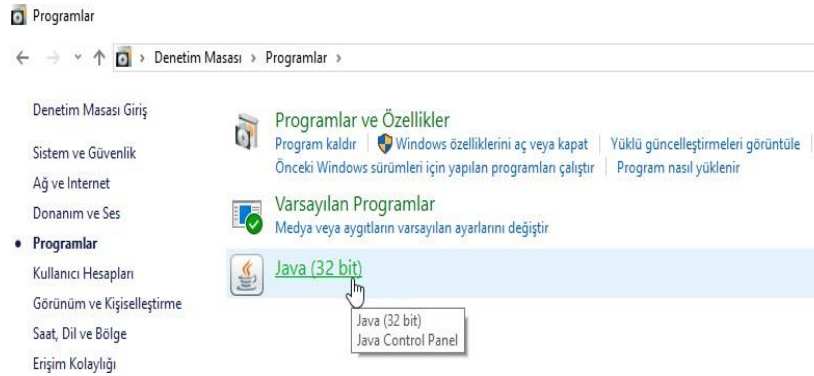 Programlar
Denetim Masası > Programlar >
Denetim Masası Giriş
Sistem ve Güvenlik
Ağ ve Internet
Donanım ve Ses
Programlar
Kullanıcı Hesapları
Görünüm ve Kişiselleştirme
Saat, Dil ve Bölge
Erişim Kolaylığı
Programlar ve Özellikler
Program kaldır | Windows özelliklerini aç veya kapat | Yüklü güncelleştirmeleri görüntüle
Önceki Windows sürümleri için yapılan programları çalıştır | Program nasıl yüklenir
Varsayılan Programlar
Medya veya aygıtların varsayılan ayarlarını değiştir
Java (32 bit)
Java (32 bit)
Java Control Panel